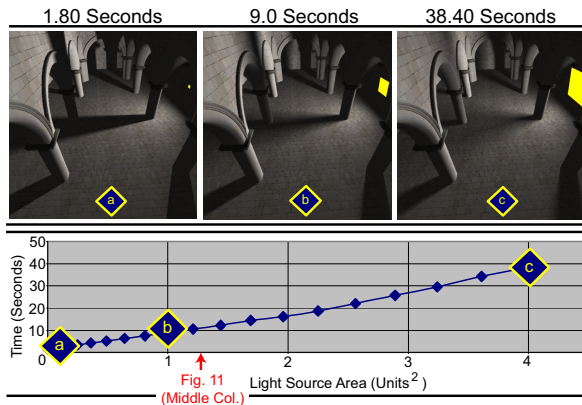 1.80 Seconds 9.0 Seconds 38.40 Seconds
a b c
50
40
30
20
10
0
Time (Seconds)
a b c
1 2 3 4
Fig. 11
(Middle Col.)
Light Source Area (Units²)